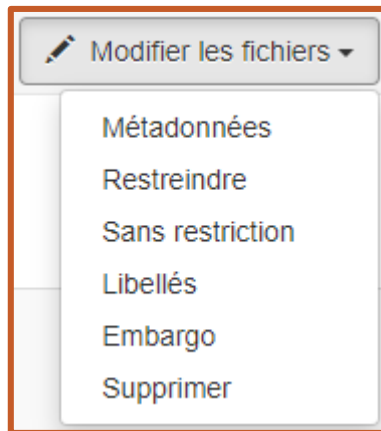 Modifier les fichiers
Métadonnées
Restreindre
Sans restriction
Libellés
Embargo
Supprimer